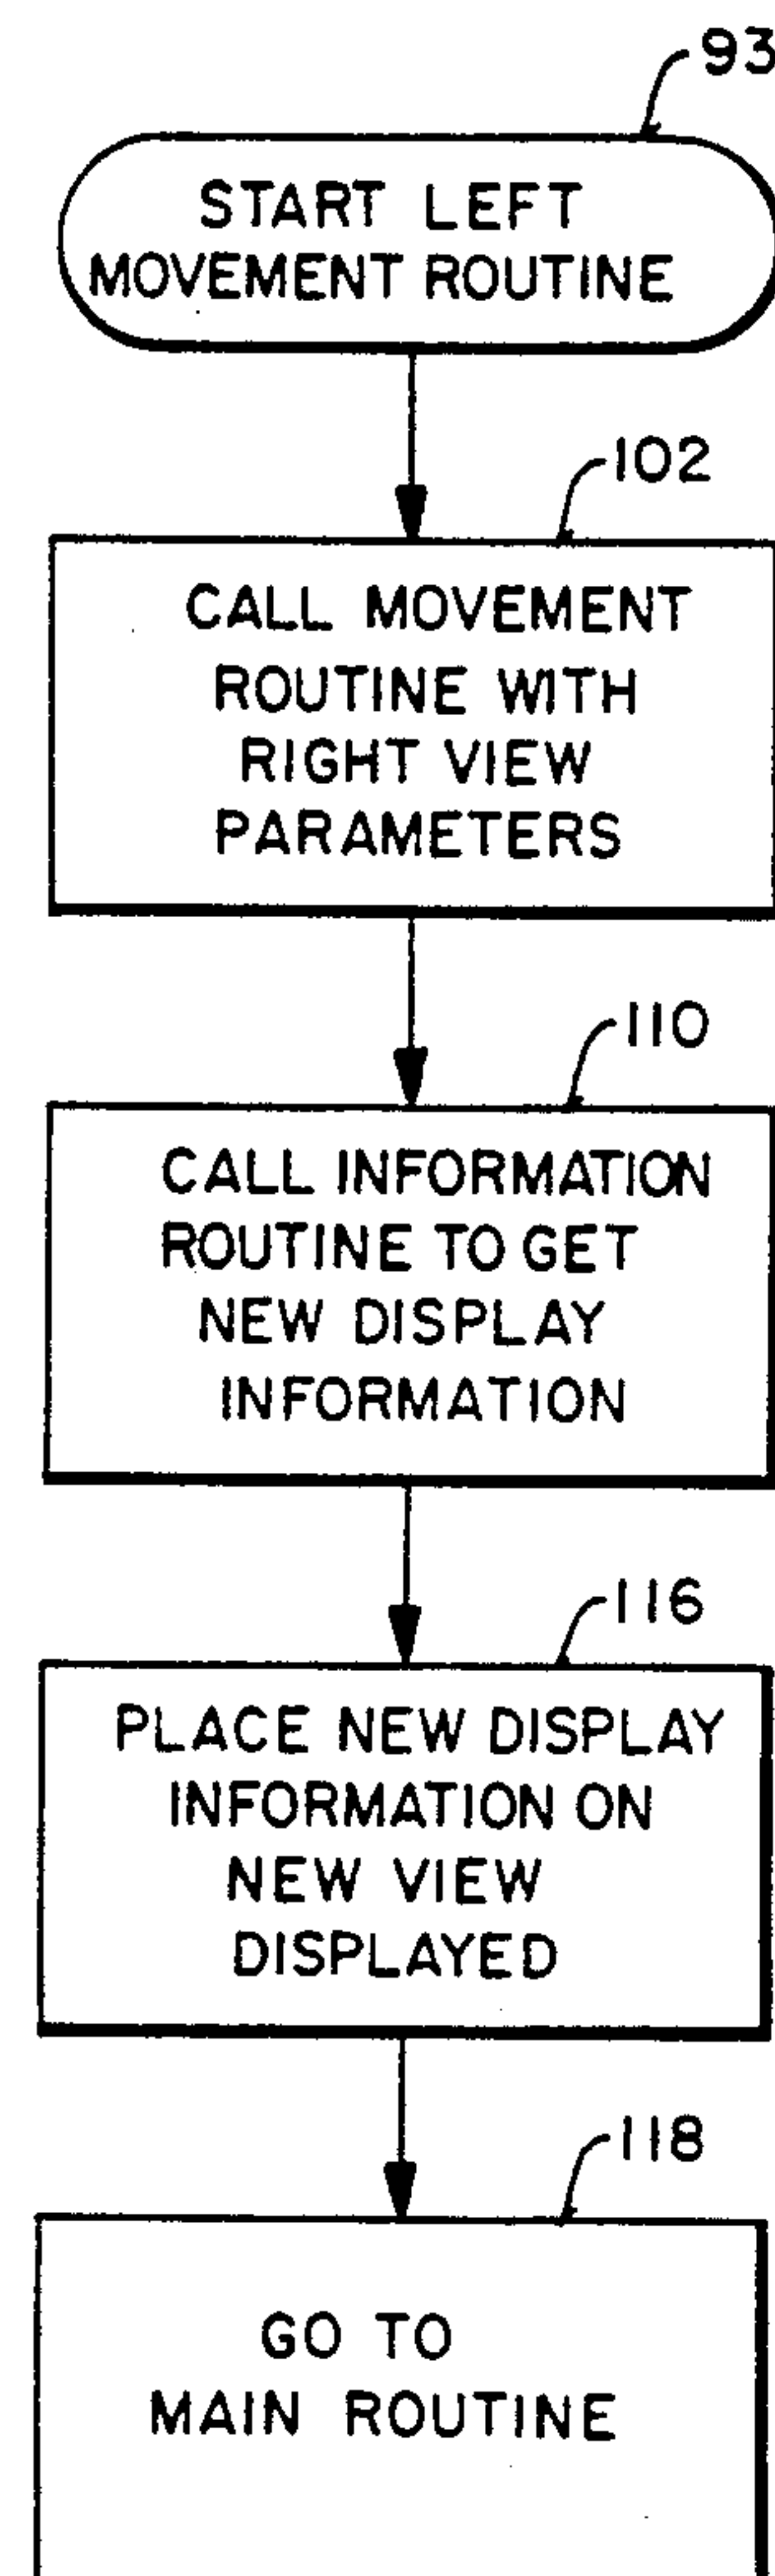 93
START LEFT
MOVEMENT ROUTINE
102
CALL MOVEMENT
ROUTINE WITH
RIGHT VIEW
PARAMETERS
110
CALL INFORMATION
ROUTINE TO GET
NEW DISPLAY
INFORMATION
116
PLACE NEW DISPLAY
INFORMATION ON
NEW VIEW
DISPLAYED
118
GO TO
MAIN ROUTINE